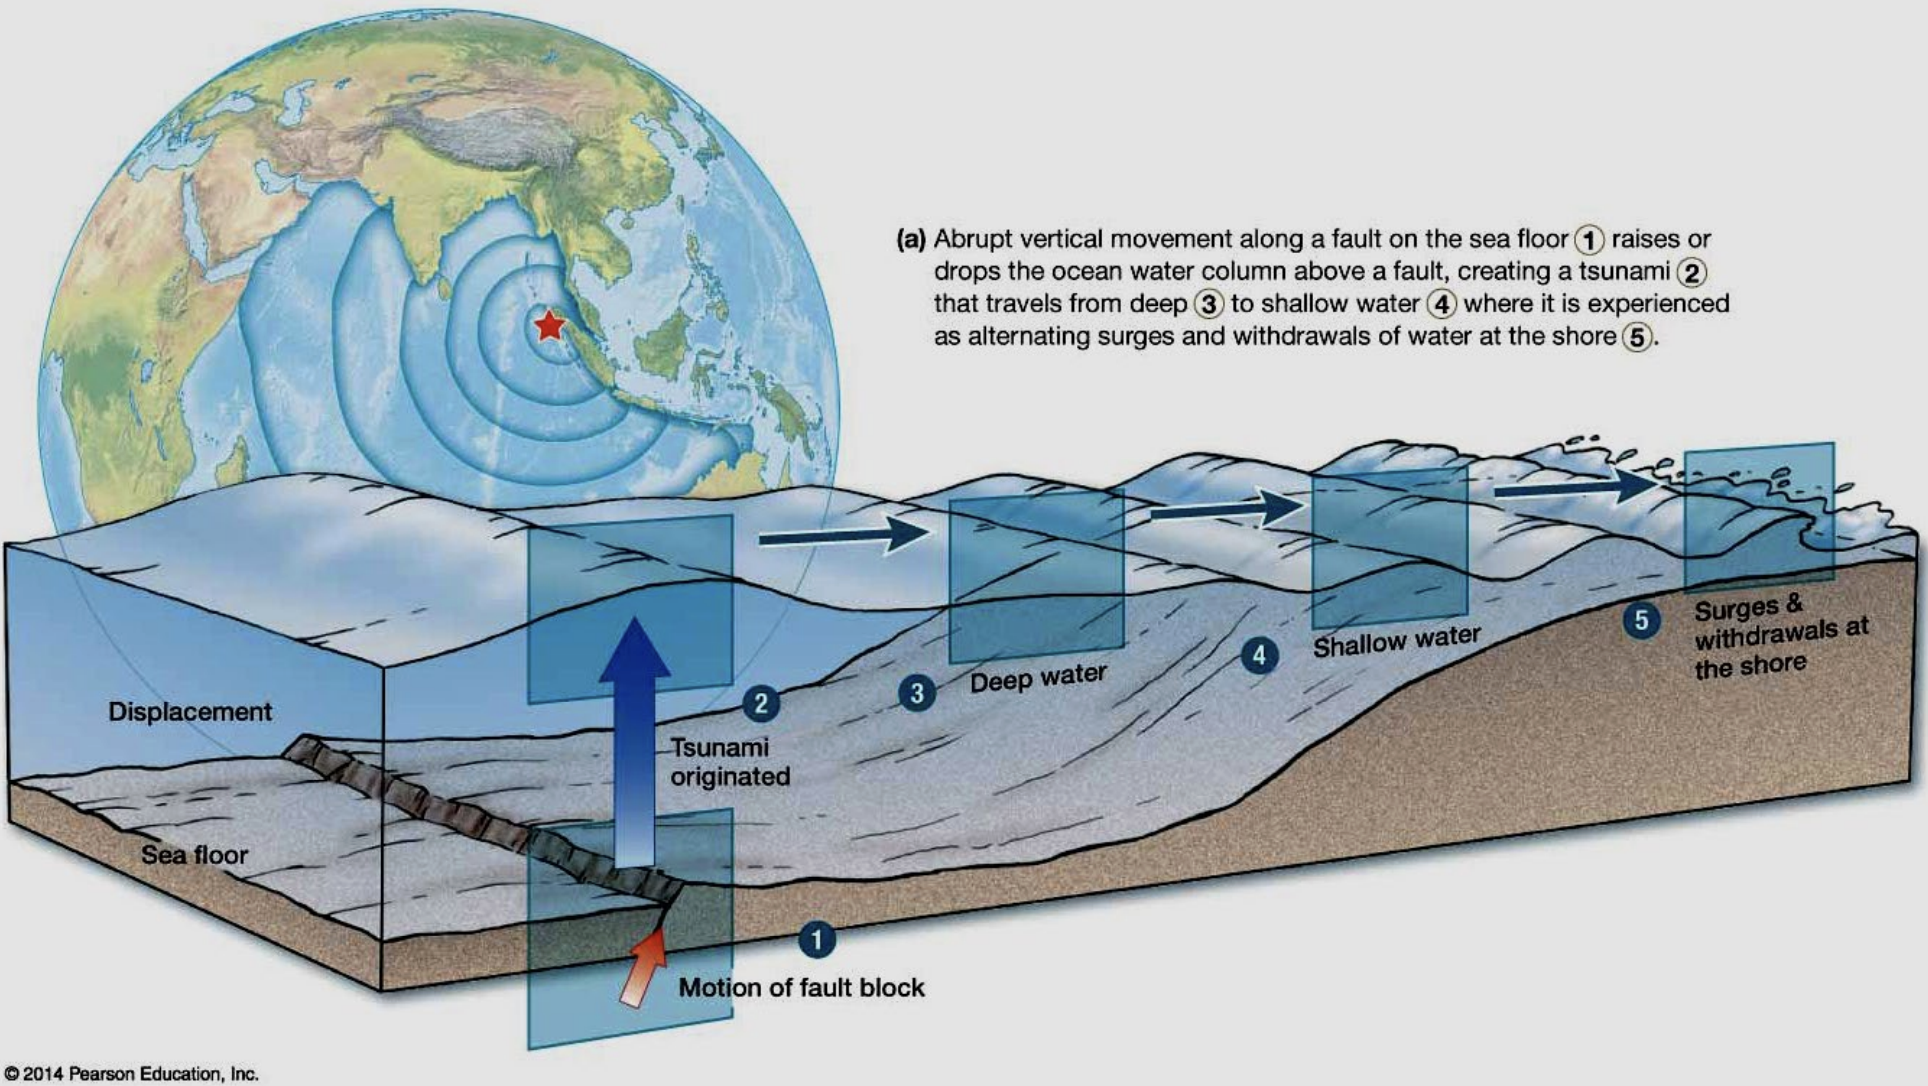 (a) Abrupt vertical movement along a fault on the sea floor ① raises or
drops the ocean water column above a fault, creating a tsunami ②
that travels from deep ③ to shallow water ④ where it is experienced
as alternating surges and withdrawals of water at the shore ⑤.
Displacement
Sea floor
2
Tsunami
originated
3
Deep water
4
Shallow water
5
Surges &
withdrawals at
the shore
1
Motion of fault block
© 2014 Pearson Education, Inc.